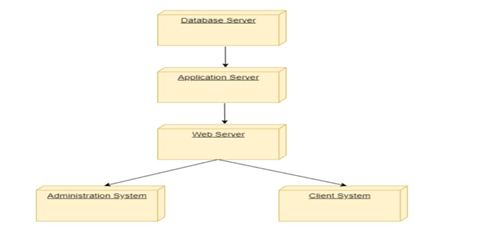 Database Server
Application Server
Web Server
Administration System
Client System